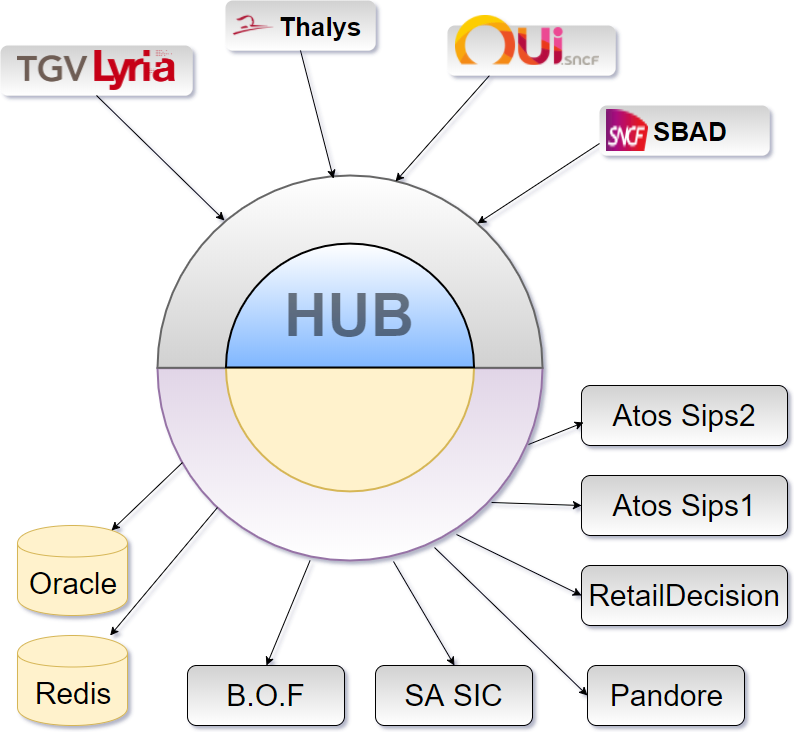 Thalys
TGV Lyria
OUi.SNCF
SNCF SBAD
HUB
Atos Sips2
Atos Sips1
RetailDecision
Oracle
Redis
B.O.F
SA SIC
Pandore